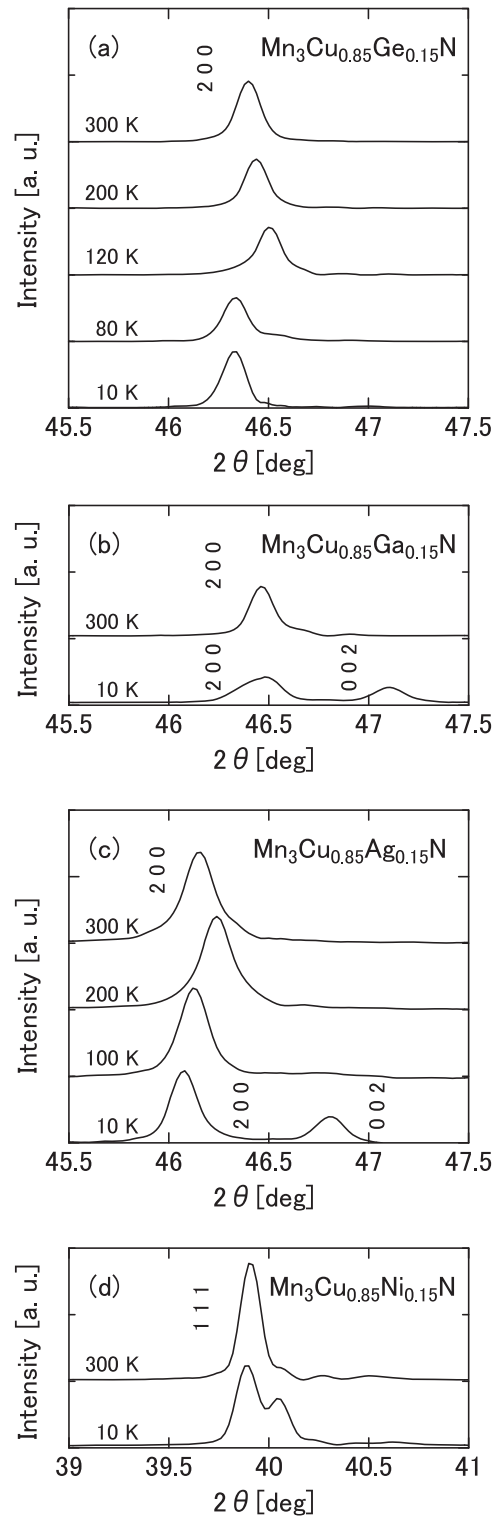 (a) 2 0 0 Mn3Cu0.85Ge0.15N
Intensity [a. u.]
300 K
200 K
120 K
80 K
10 K
45.5 46 46.5 47 47.5
2 θ [deg]
(b) 2 0 0 Mn3Cu0.85Ga0.15N
Intensity [a. u.]
300 K
2 0 0 0 0 2
10 K
45.5 46 46.5 47 47.5
2 θ [deg]
(c) 2 0 0 Mn3Cu0.85Ag0.15N
Intensity [a. u.]
300 K
200 K
100 K
10 K 2 0 0 0 0 2
45.5 46 46.5 47 47.5
2 θ [deg]
(d) 1 1 1 Mn3Cu0.85Ni0.15N
Intensity [a. u.]
300 K
10 K
39 39.5 40 40.5 41
2 θ [deg]